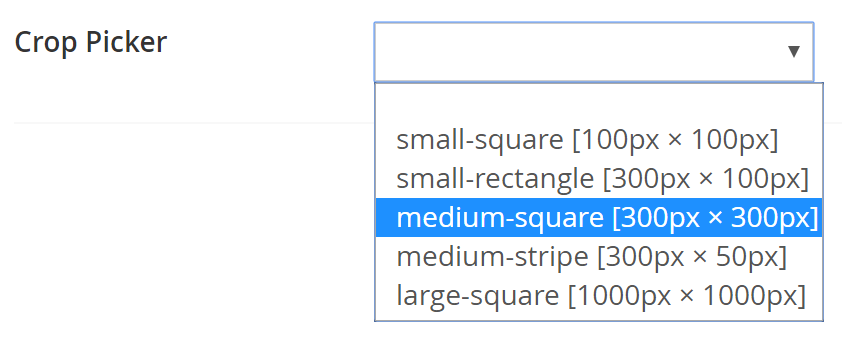 Crop Picker
small-square [100px × 100px]
small-rectangle [300px × 100px]
medium-square [300px × 300px]
medium-stripe [300px × 50px]
large-square [1000px × 1000px]